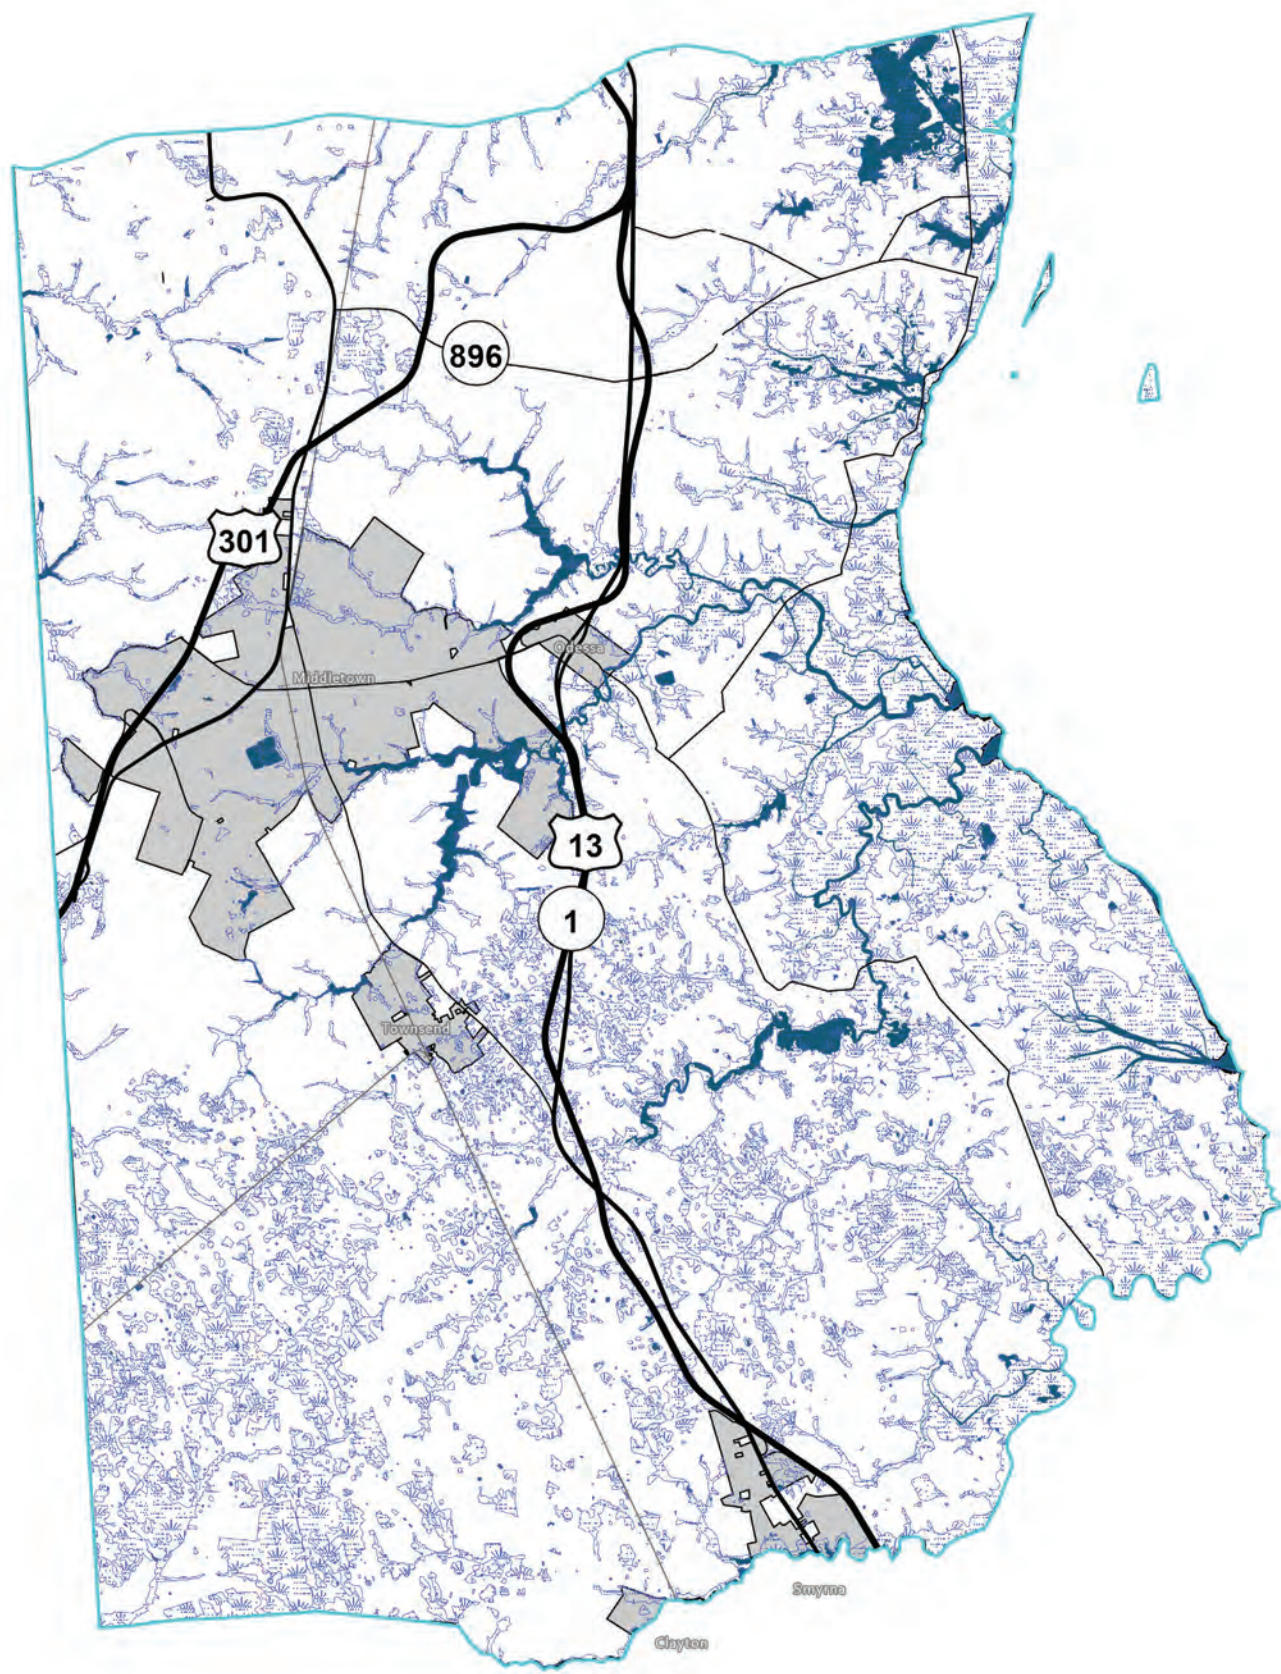 896
301
Odessa
Middletown
13
1
Townsend
Smyrna
Clayton